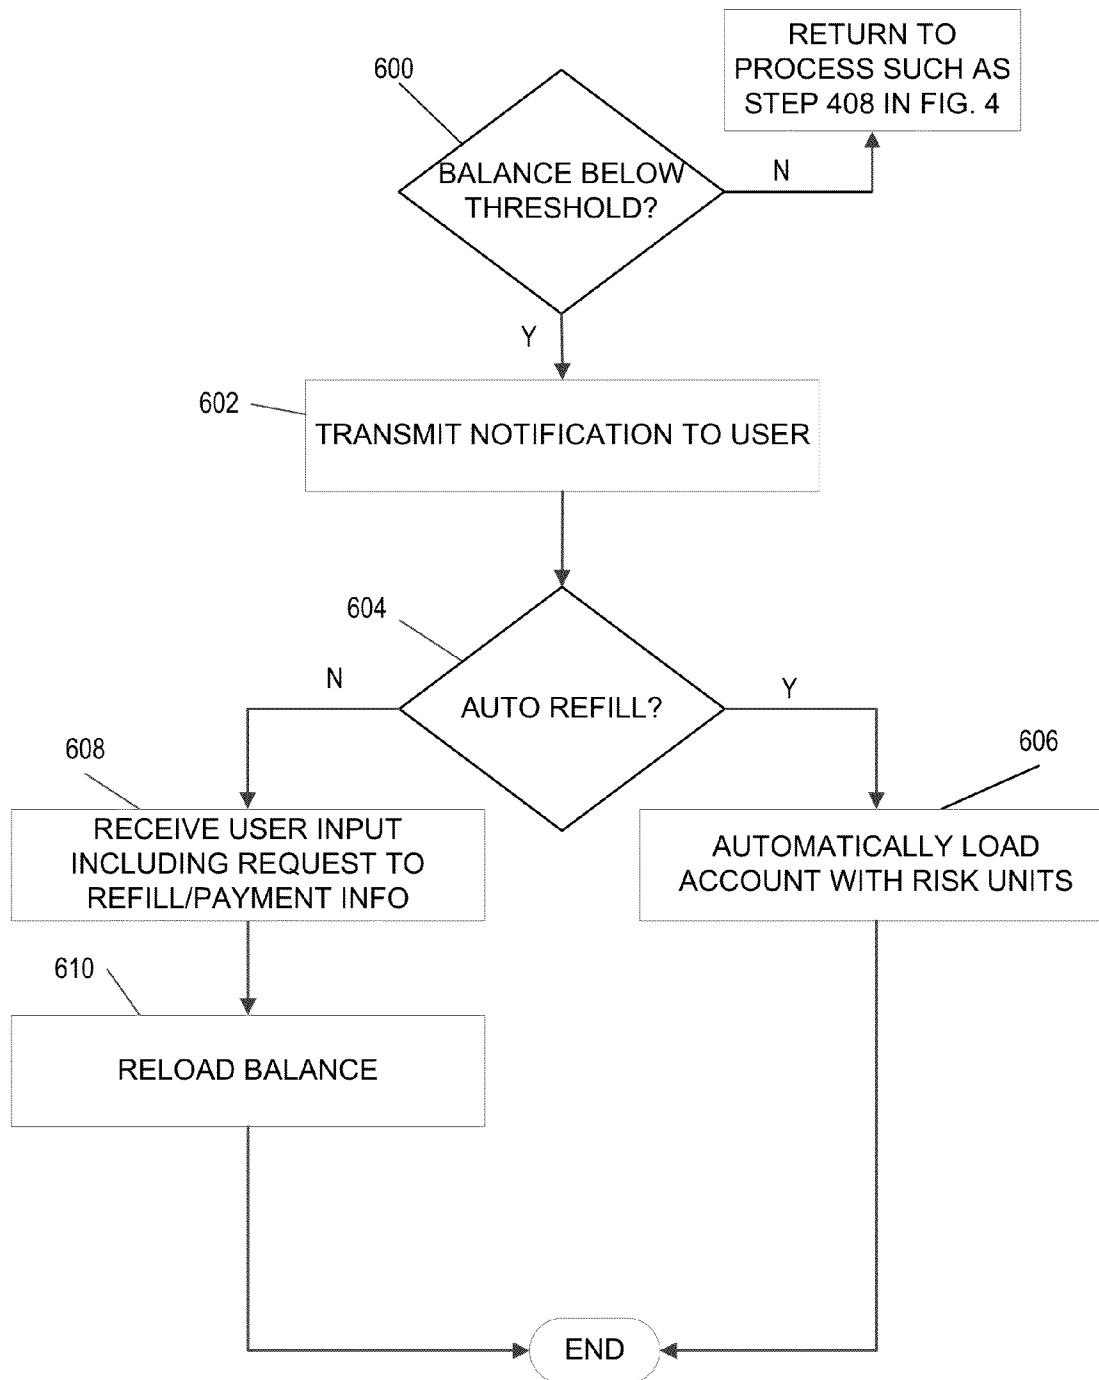 RETURN TO
PROCESS SUCH AS
STEP 408 IN FIG. 4
600
BALANCE BELOW
THRESHOLD?
N
Y
602
TRANSMIT NOTIFICATION TO USER
604
AUTO REFILL?
N
Y
608
606
RECEIVE USER INPUT
INCLUDING REQUEST TO
REFILL/PAYMENT INFO
AUTOMATICALLY LOAD
ACCOUNT WITH RISK UNITS
610
RELOAD BALANCE
END